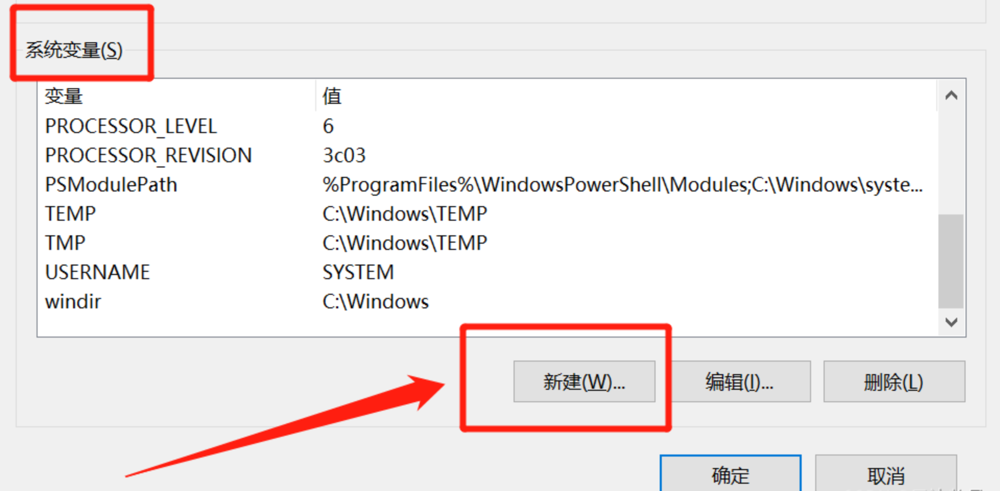 系统变量(S)
变量 值
PROCESSOR_LEVEL 6
PROCESSOR_REVISION 3c03
PSModulePath %ProgramFiles%\WindowsPowerShell\Modules;C:\Windows\syste...
TEMP C:\Windows\TEMP
TMP C:\Windows\TEMP
USERNAME SYSTEM
windir C:\Windows
新建(W)... 编辑(I)... 删除(L)
确定 取消